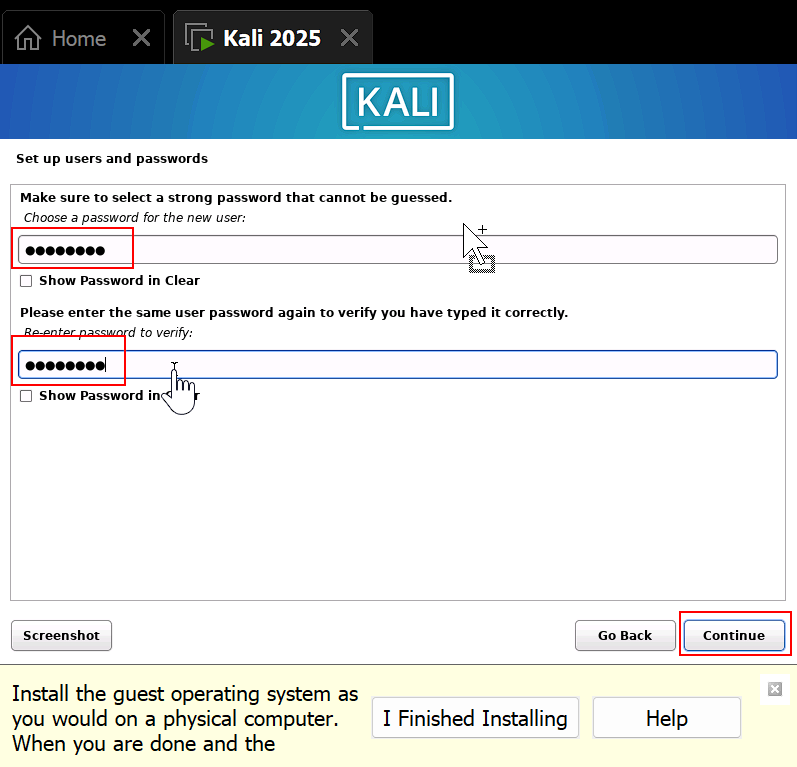 Home
Kali 2025
KALI
Set up users and passwords
Make sure to select a strong password that cannot be guessed.
Choose a password for the new user:
●●●●●●●●
Show Password in Clear
Please enter the same user password again to verify you have typed it correctly.
Re-enter password to verify:
●●●●●●●●
Show Password in
Screenshot
Go Back
Continue
Install the guest operating system as
you would on a physical computer.
When you are done and the
I Finished Installing
Help